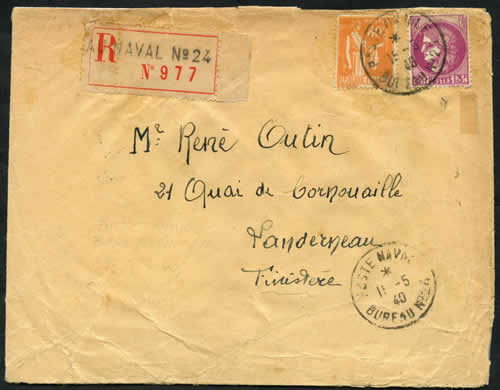 R
NAVAL Nº 24
Nº 977
Mr René Outin
21 Quai de Cornouaille
Landerneau
Finistère
POSTE NAVALE
*
11 -5
40
BUREAU Nº 24